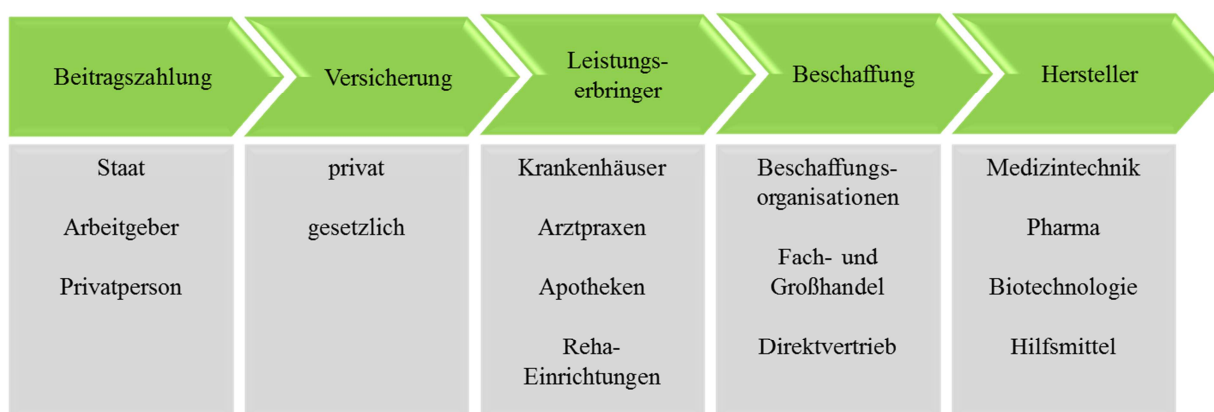 Beitragszahlung
Versicherung
Leistungs-
erbringer
Beschaffung
Hersteller
Staat
Arbeitgeber
Privatperson
privat
gesetzlich
Krankenhäuser
Arztpraxen
Apotheken
Reha-
Einrichtungen
Beschaffungs-
organisationen
Fach- und
Großhandel
Direktvertrieb
Medizintechnik
Pharma
Biotechnologie
Hilfsmittel